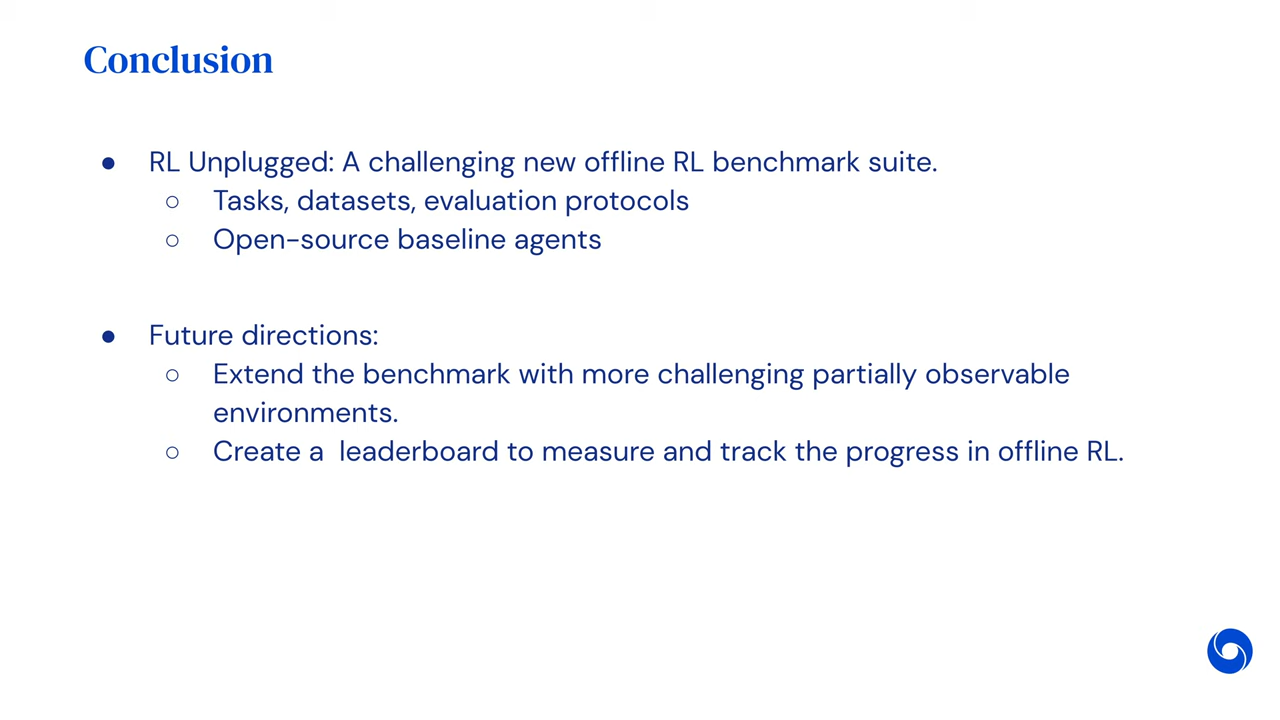 Conclusion
● RL Unplugged: A challenging new offline RL benchmark suite.
○ Tasks, datasets, evaluation protocols
○ Open-source baseline agents
● Future directions:
○ Extend the benchmark with more challenging partially observable
environments.
○ Create a  leaderboard to measure and track the progress in offline RL.